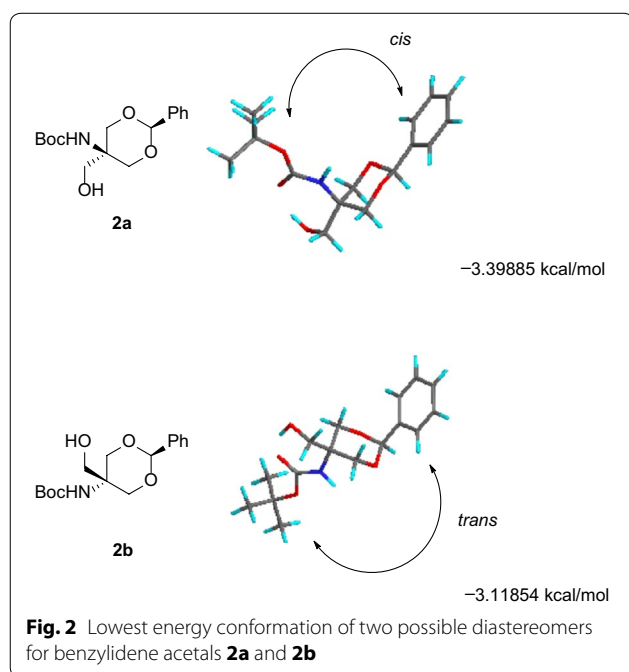 cis
O
Ph
BocHN
O
OH
2a
−3.39885 kcal/mol
HO
O
Ph
BocHN
O
2b
trans
−3.11854 kcal/mol
Fig. 2 Lowest energy conformation of two possible diastereomers
for benzylidene acetals 2a and 2b